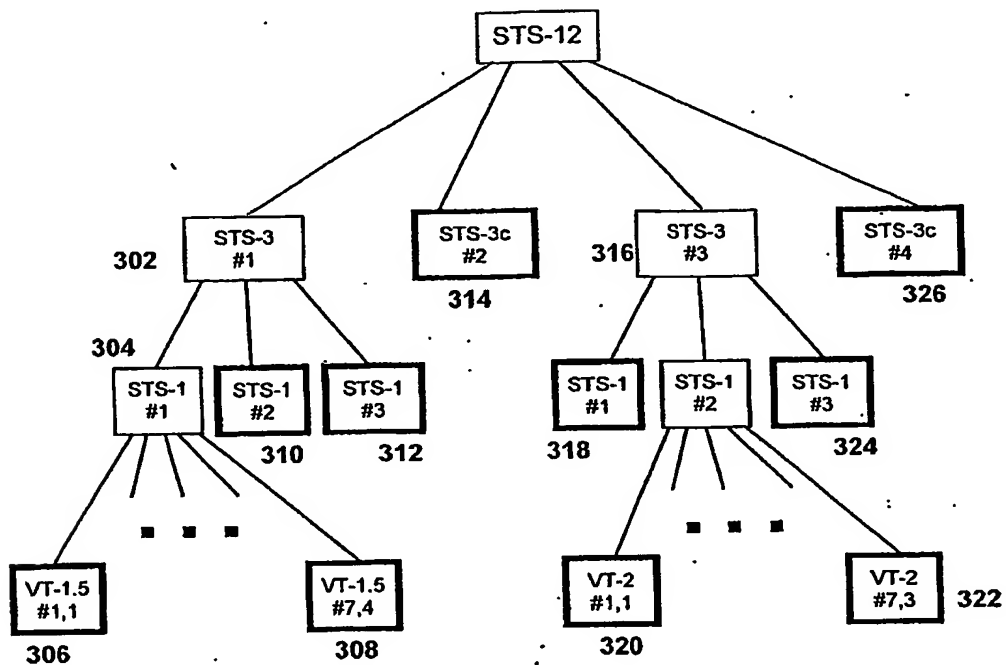 STS-12
STS-3
#1
302
STS-3c
#2
314
STS-3
#3
316
STS-3c
#4
326
304
STS-1
#1
STS-1
#2
310
STS-1
#3
312
STS-1
#1
318
STS-1
#2
STS-1
#3
324
VT-1.5
#1,1
306
VT-1.5
#7,4
308
VT-2
#1,1
320
VT-2
#7,3
322